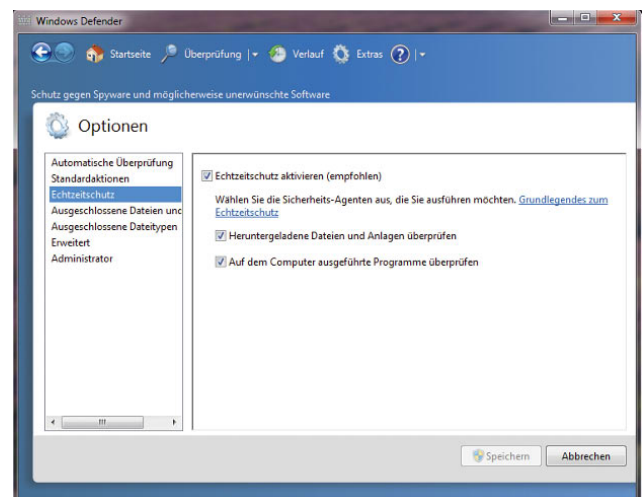 Windows Defender
Startseite Überprüfung Verlauf Extras ?
Schutz gegen Spyware und möglicherweise unerwünschte Software
Optionen
Automatische Überprüfung
Standardaktionen
Echtzeitschutz
Ausgeschlossene Dateien unc
Ausgeschlossene Dateitypen
Erweitert
Administrator
Echtzeitschutz aktivieren (empfohlen)
Wählen Sie die Sicherheits-Agenten aus, die Sie ausführen möchten. Grundlegendes zum
Echtzeitschutz
Heruntergeladene Dateien und Anlagen überprüfen
Auf dem Computer ausgeführte Programme überprüfen
Speichern Abbrechen